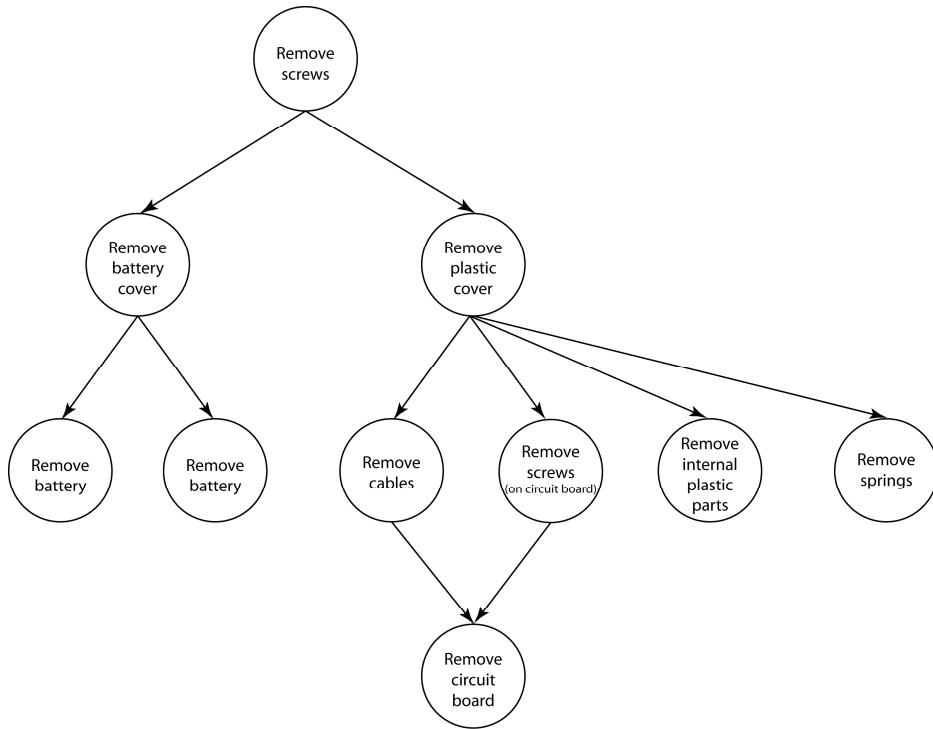 Remove
screws
Remove
battery
cover
Remove
plastic
cover
Remove
battery
Remove
battery
Remove
cables
Remove
screws
(on circuit board)
Remove
internal
plastic
parts
Remove
springs
Remove
circuit
board